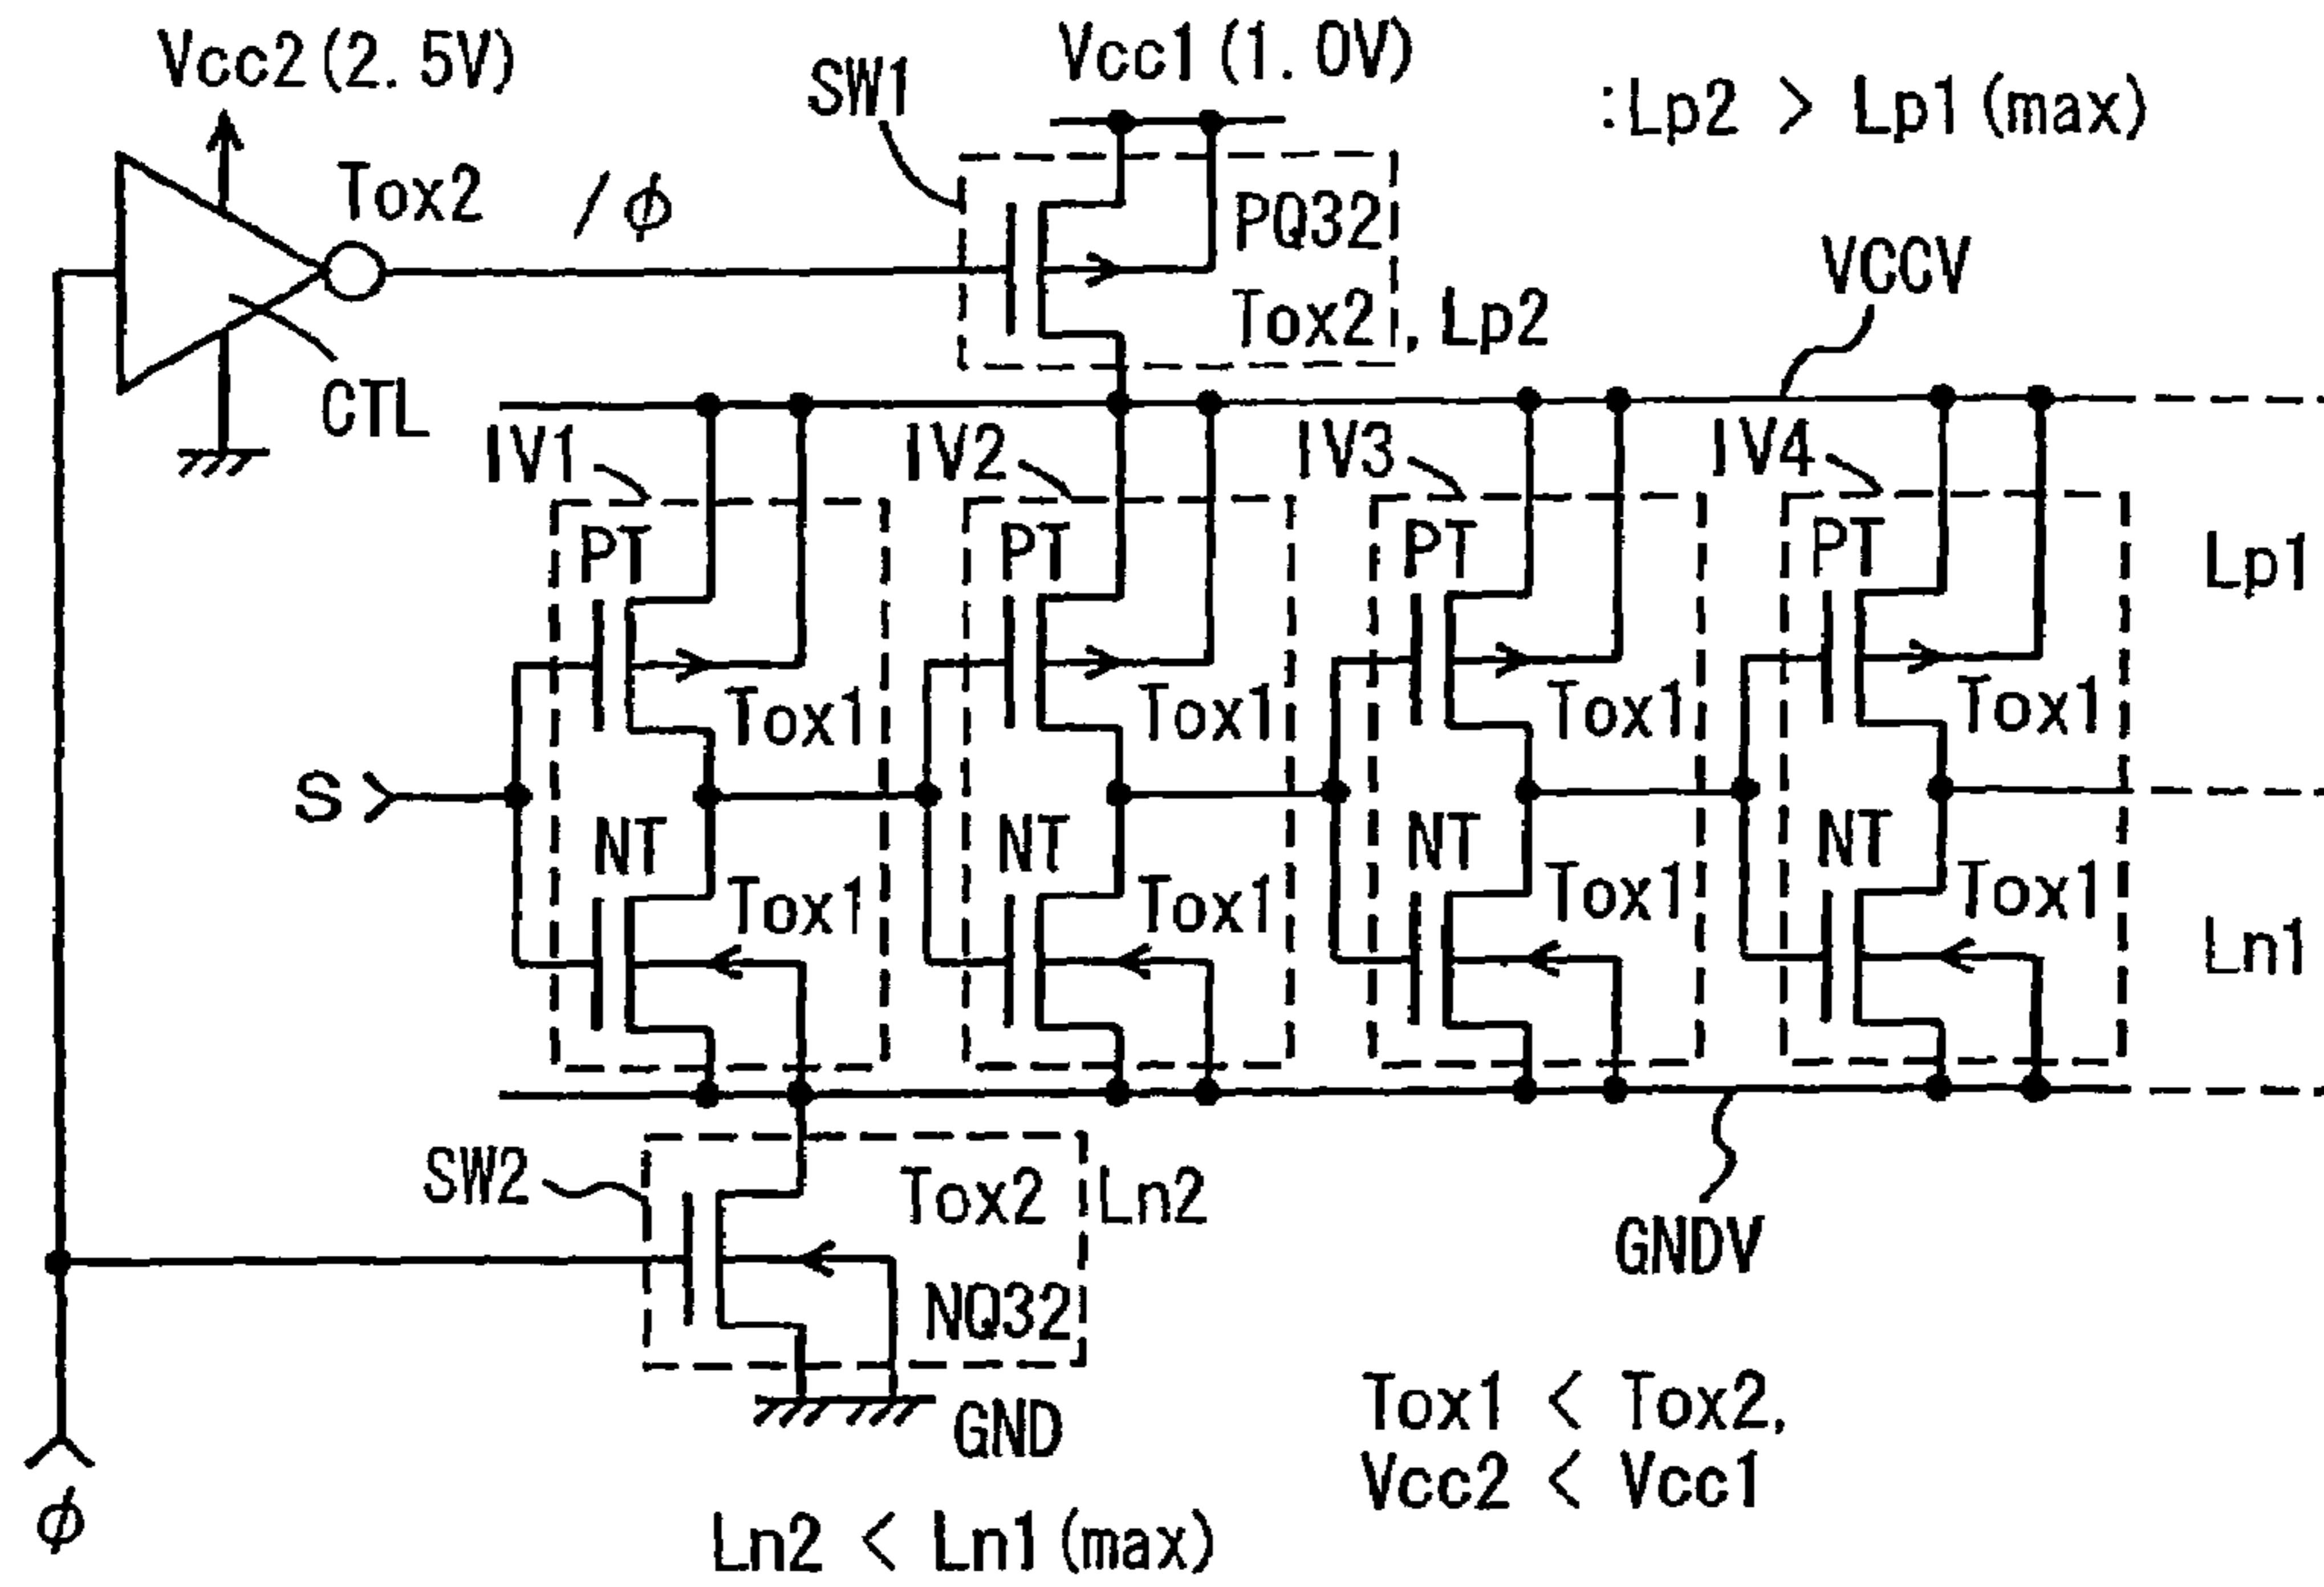 Vcc2(2.5V)
SW1
Vcc1(1.0V)
:Lp2 > Lp1(max)
Tox2
/φ
PQ32
Tox2, Lp2
VCCV
CTL
IV1
IV2
IV3
IV4
PT
PT
PT
PT
Lp1
Tox1
Tox1
Tox1
Tox1
S
NT
NT
NT
NT
Tox1
Tox1
Tox1
Tox1
Ln1
SW2
Tox2
Ln2
NQ32
GNDV
GND
Tox1 < Tox2,
Vcc2 < Vcc1
φ
Ln2 < Ln1(max)